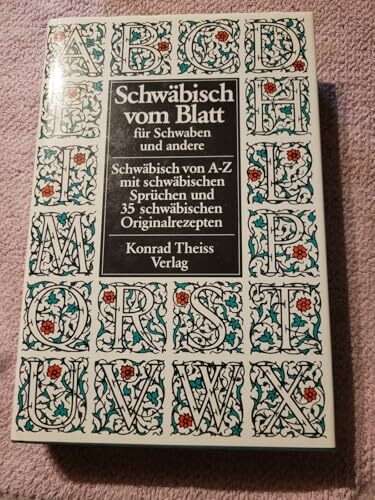 A B C D
E H
Schwäbisch
vom Blatt
für Schwaben
und andere
I L
Schwäbisch von A-Z
mit schwäbischen
Sprüchen und
35 schwäbischen
Originalrezepten
M P
Konrad Theiss
Verlag
Q R S T
U V W X